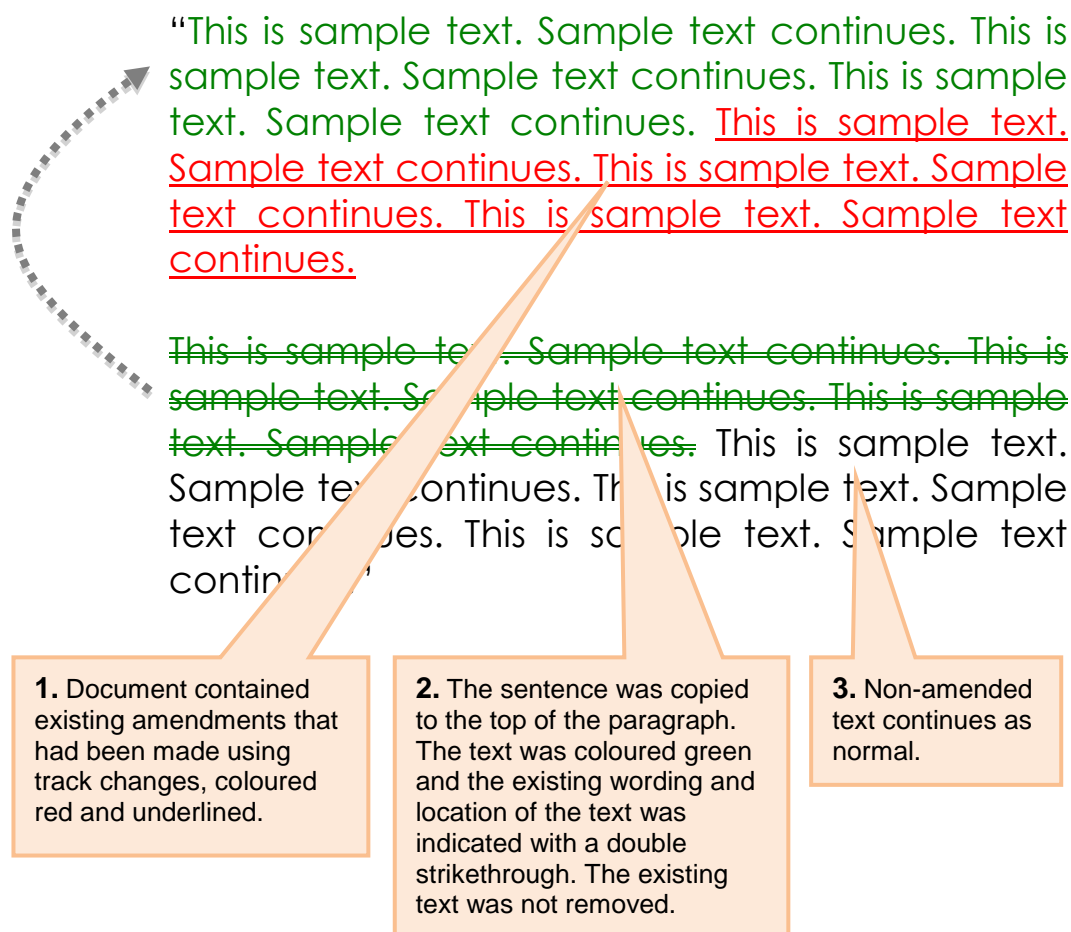 “This is sample text. Sample text continues. This is
sample text. Sample text continues. This is sample
text. Sample text continues. This is sample text.
Sample text continues. This is sample text. Sample
text continues. This is sample text. Sample text
continues.
This is sample text. Sample text continues. This is
sample text. Sample text continues. This is sample
text. Sample text continues. This is sample text.
Sample text continues. This is sample text. Sample
text continues. This is sample text. Sample text
continues.”
1. Document contained
existing amendments that
had been made using
track changes, coloured
red and underlined.
2. The sentence was copied
to the top of the paragraph.
The text was coloured green
and the existing wording and
location of the text was
indicated with a double
strikethrough. The existing
text was not removed.
3. Non-amended
text continues as
normal.